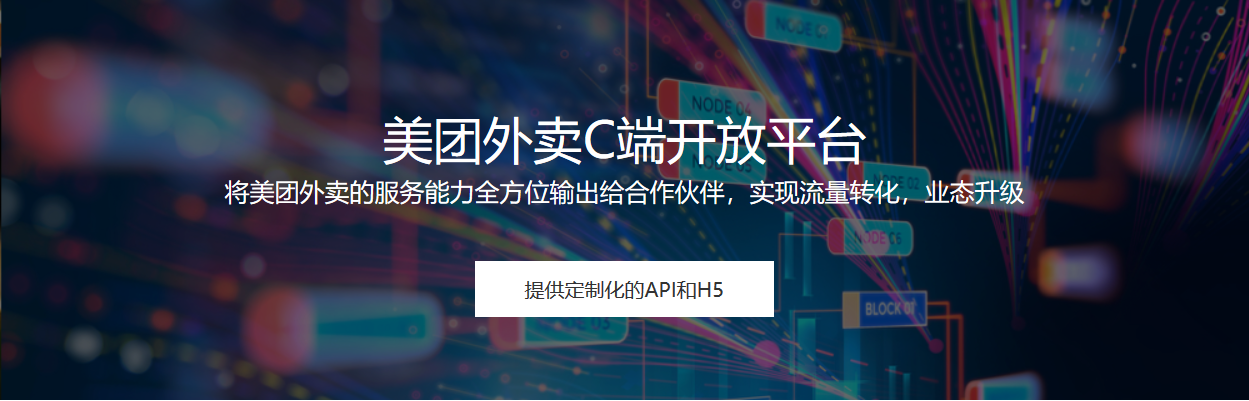 NODE 04
美团外卖C端开放平台
NODE 03
NODE 02
将美团外卖的服务能力全方位输出给合作伙伴，实现流量转化，业态升级
提供定制化的API和H5